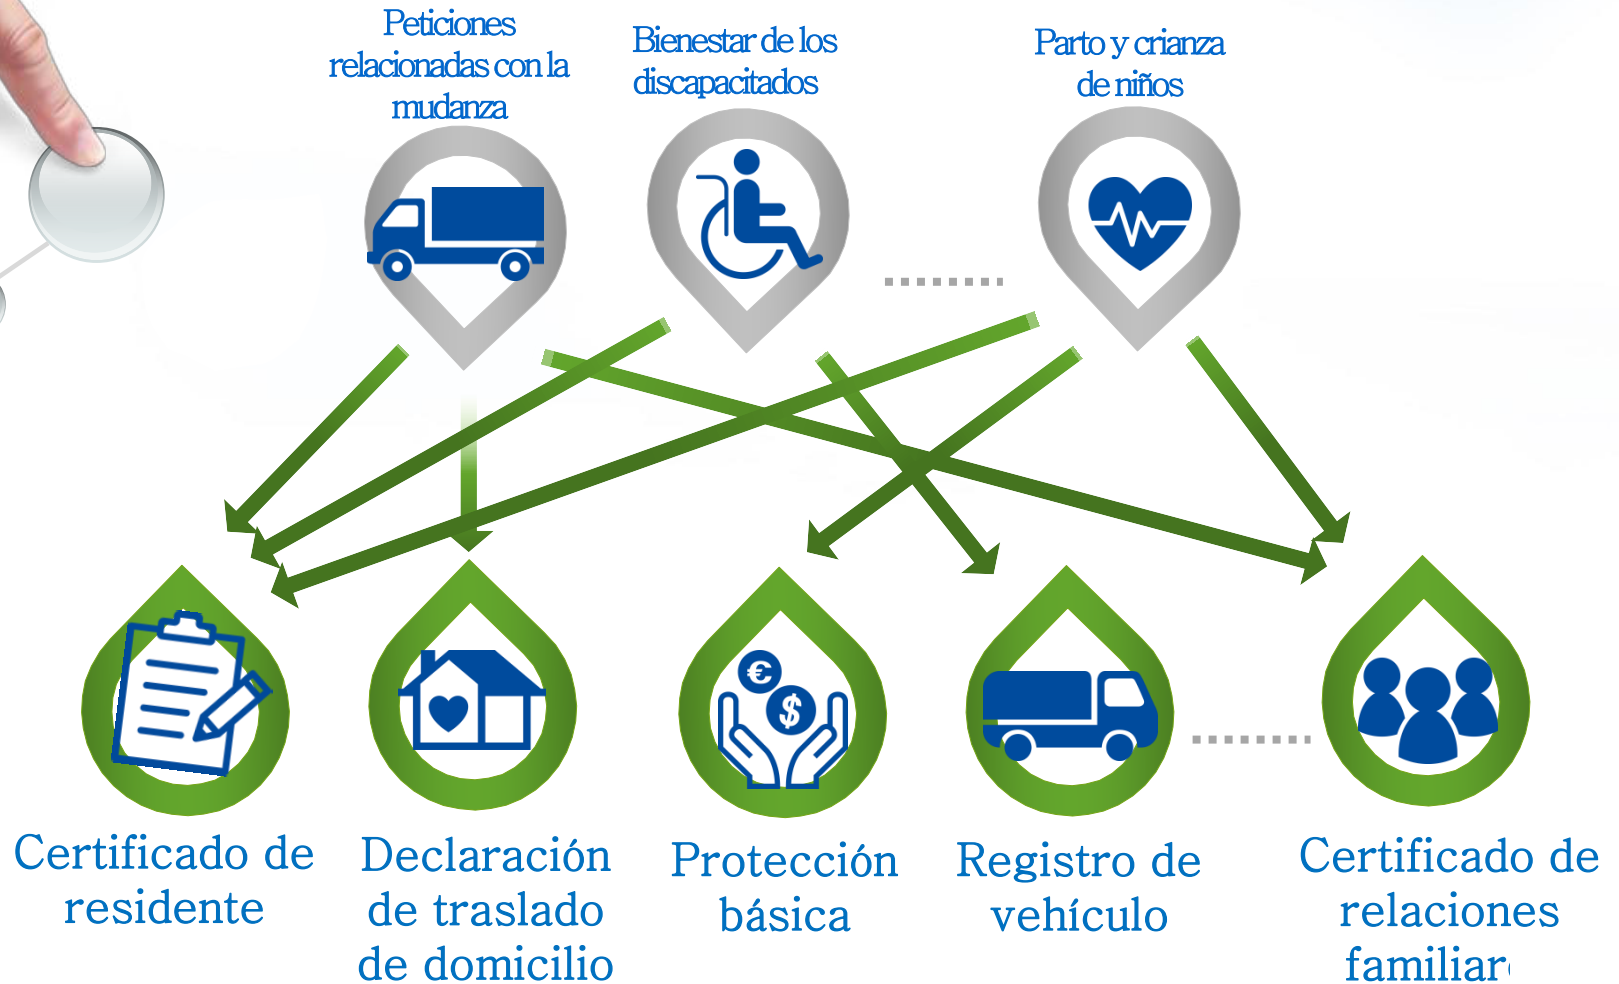 Peticiones
relacionadas con la
mudanza
Bienestar de los
discapacitados
Parto y crianza
de niños
€
$
Certificado de
residente
Declaración
de traslado
de domicilio
Protección
básica
Registro de
vehículo
Certificado de
relaciones